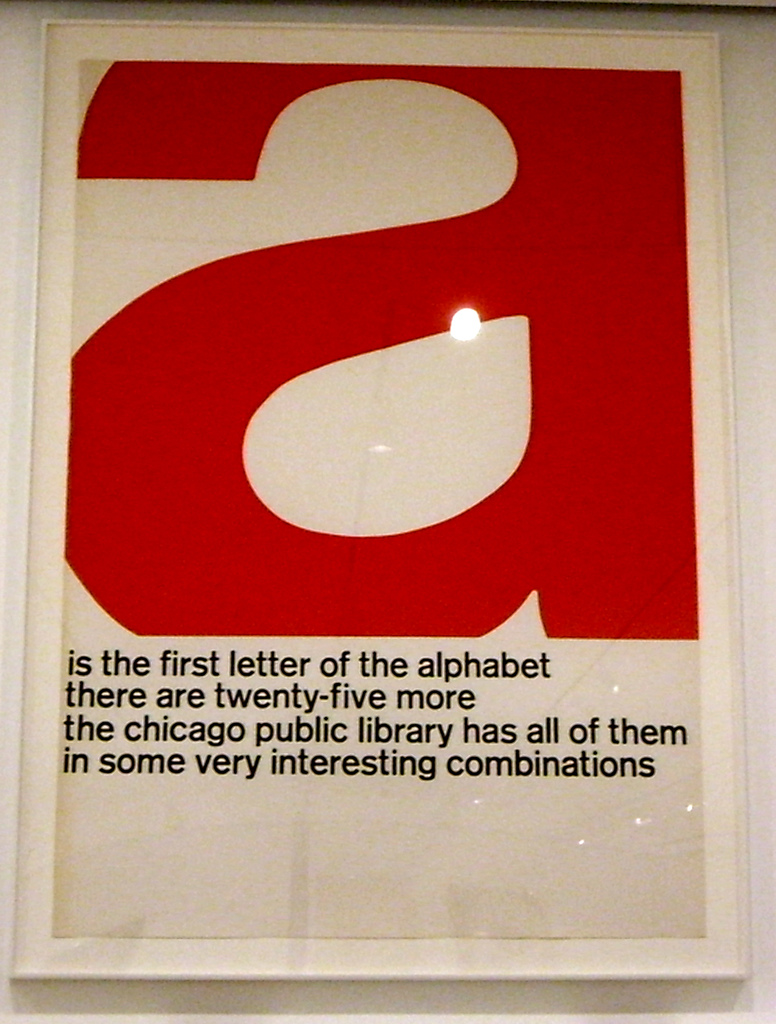 a
is the first letter of the alphabet
there are twenty-five more
the chicago public library has all of them
in some very interesting combinations